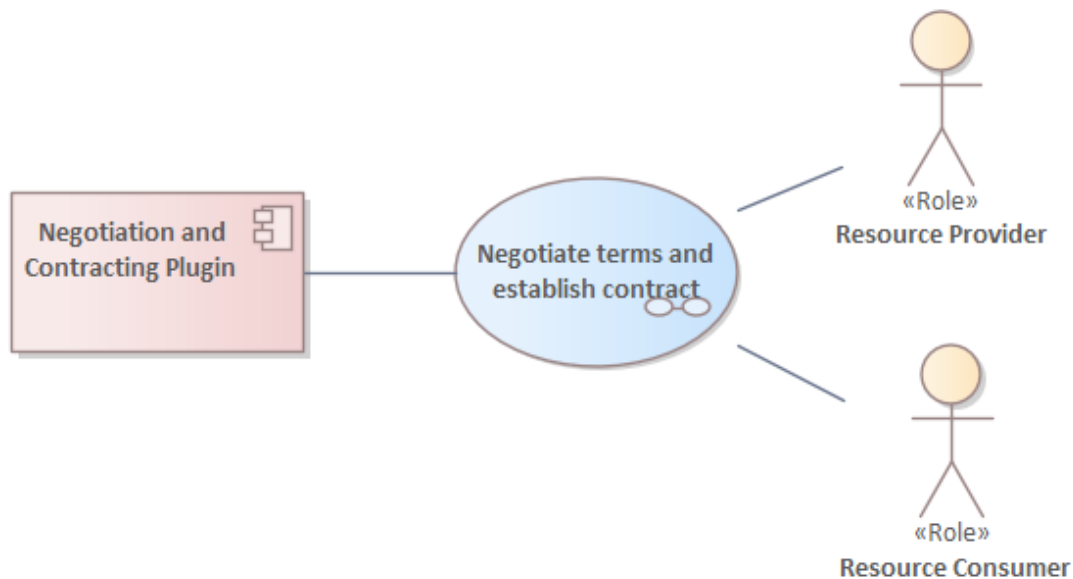 Negotiation and
Contracting Plugin
Negotiate terms and
establish contract
«Role»
Resource Provider
«Role»
Resource Consumer